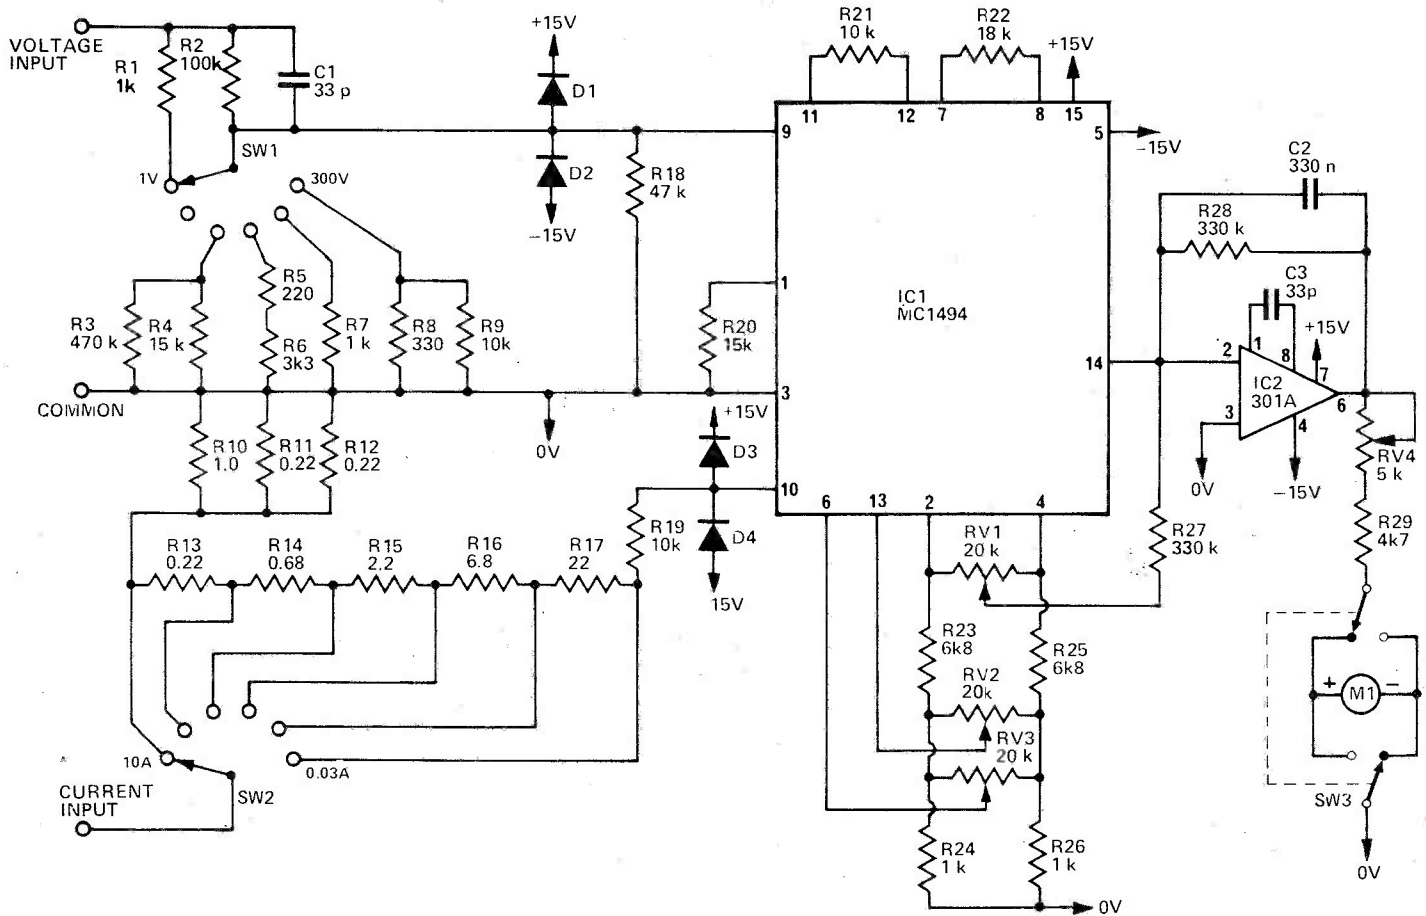 VOLTAGE
INPUT
R1
1k
R2
100k
C1
33 p
+15V
D1
D2
−15V
SW1
1V
300V
R18
47 k
R3
470 k
R4
15 k
R5
220
R6
3k3
R7
1 k
R8
330
R9
10k
R20
15k
COMMON
0V
R10
1.0
R11
0.22
R12
0.22
R13
0.22
R14
0.68
R15
2.2
R16
6.8
R17
22
R19
10k
+15V
D3
D4
15V
10A
0.03A
SW2
CURRENT
INPUT
R21
10 k
R22
18 k
+15V
11
12
7
8
15
9
5
−15V
1
IC1
MC1494
14
3
10
6
13
2
4
RV1
20 k
R23
6k8
R25
6k8
RV2
20k
RV3
20 k
R24
1 k
R26
1 k
0V
R27
330 k
C2
330 n
R28
330 k
C3
33p
+15V
2
1
8
7
IC2
301A
6
3
4
0V
−15V
RV4
5 k
R29
4k7
+
M1
−
SW3
0V